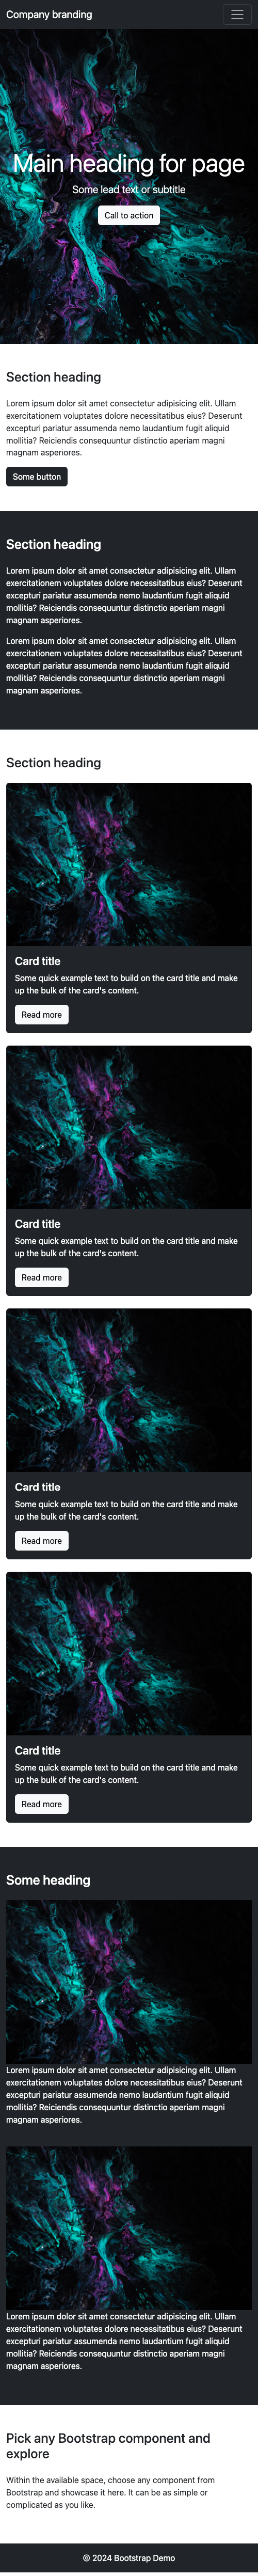 Company branding
Main heading for page
Some lead text or subtitle
Call to action
Section heading
Lorem ipsum dolor sit amet consectetur adipisicing elit. Ullam
exercitationem voluptates dolore necessitatibus eius? Deserunt
excepturi pariatur assumenda nemo laudantium fugit aliquid
mollitia? Reiciendis consequuntur distinctio aperiam magni
magnam asperiores.
Some button
Section heading
Lorem ipsum dolor sit amet consectetur adipisicing elit. Ullam
exercitationem voluptates dolore necessitatibus eius? Deserunt
excepturi pariatur assumenda nemo laudantium fugit aliquid
mollitia? Reiciendis consequuntur distinctio aperiam magni
magnam asperiores.
Lorem ipsum dolor sit amet consectetur adipisicing elit. Ullam
exercitationem voluptates dolore necessitatibus eius? Deserunt
excepturi pariatur assumenda nemo laudantium fugit aliquid
mollitia? Reiciendis consequuntur distinctio aperiam magni
magnam asperiores.
Section heading
Card title
Some quick example text to build on the card title and make
up the bulk of the card's content.
Read more
Card title
Some quick example text to build on the card title and make
up the bulk of the card's content.
Read more
Card title
Some quick example text to build on the card title and make
up the bulk of the card's content.
Read more
Card title
Some quick example text to build on the card title and make
up the bulk of the card's content.
Read more
Some heading
Lorem ipsum dolor sit amet consectetur adipisicing elit. Ullam
exercitationem voluptates dolore necessitatibus eius? Deserunt
excepturi pariatur assumenda nemo laudantium fugit aliquid
mollitia? Reiciendis consequuntur distinctio aperiam magni
magnam asperiores.
Lorem ipsum dolor sit amet consectetur adipisicing elit. Ullam
exercitationem voluptates dolore necessitatibus eius? Deserunt
excepturi pariatur assumenda nemo laudantium fugit aliquid
mollitia? Reiciendis consequuntur distinctio aperiam magni
magnam asperiores.
Pick any Bootstrap component and
explore
Within the available space, choose any component from
Bootstrap and showcase it here. It can be as simple or
complicated as you like.
© 2024 Bootstrap Demo